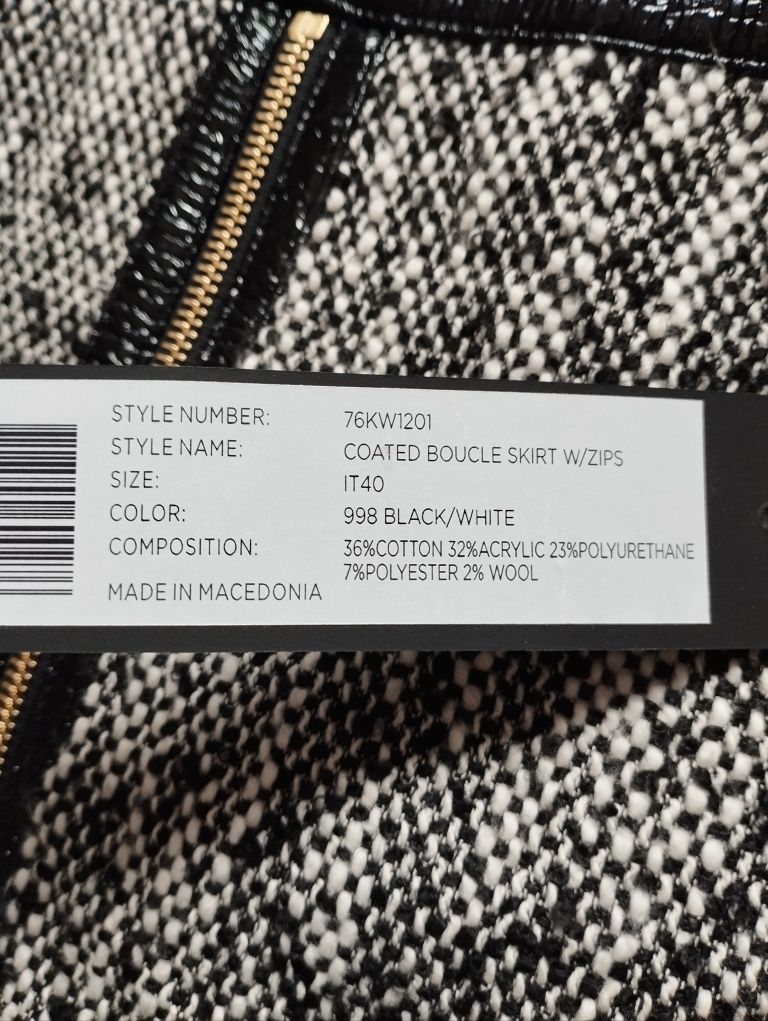 STYLE NUMBER: 76KW1201
STYLE NAME: COATED BOUCLE SKIRT W/ZIPS
SIZE: IT40
COLOR: 998 BLACK/WHITE
COMPOSITION: 36%COTTON 32%ACRYLIC 23%POLYURETHANE
7%POLYESTER 2% WOOL
MADE IN MACEDONIA